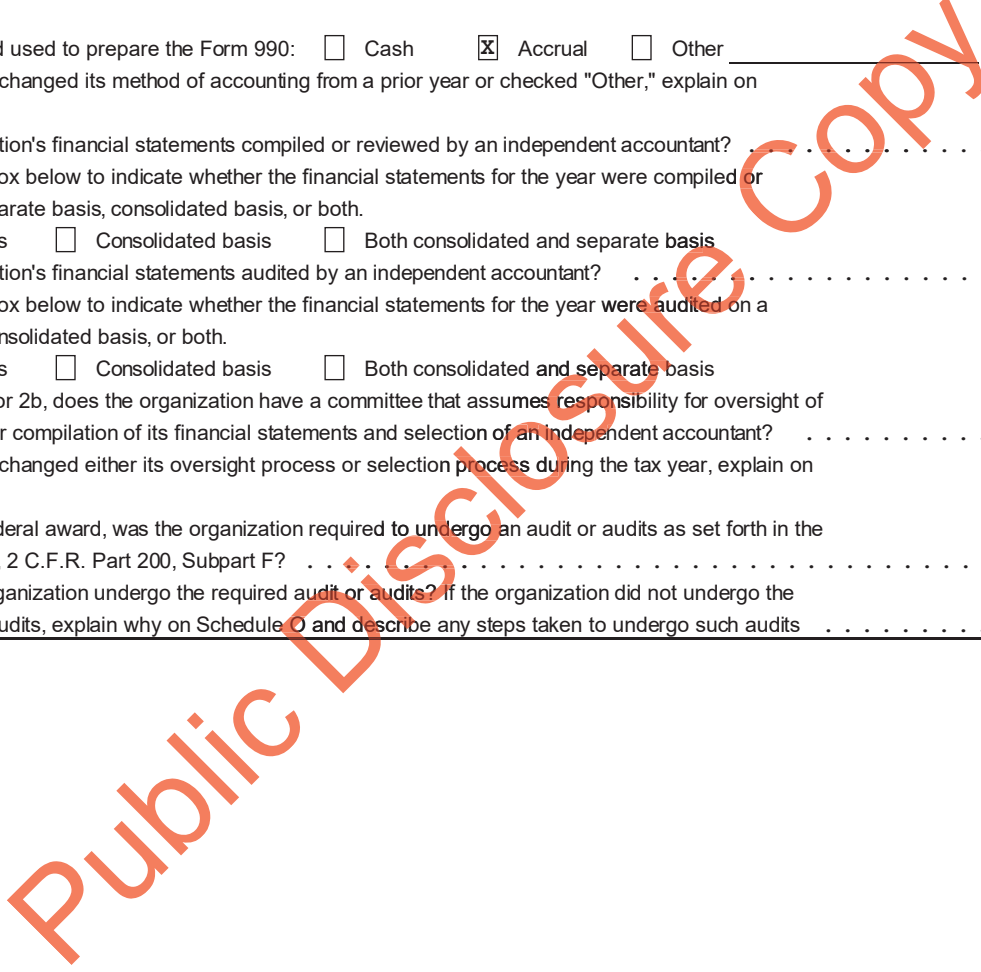 d used to prepare the Form 990: Cash X Accrual Other
changed its method of accounting from a prior year or checked "Other," explain on
tion's financial statements compiled or reviewed by an independent accountant? . . . . . . . . . . . .
ox below to indicate whether the financial statements for the year were compiled or
arate basis, consolidated basis, or both.
s Consolidated basis Both consolidated and separate basis
tion's financial statements audited by an independent accountant? . . . . . . . . . . . . . . . . . .
ox below to indicate whether the financial statements for the year were audited on a
nsolidated basis, or both.
s Consolidated basis Both consolidated and separate basis
or 2b, does the organization have a committee that assumes responsibility for oversight of
r compilation of its financial statements and selection of an independent accountant? . . . . . . . . . .
changed either its oversight process or selection process during the tax year, explain on
deral award, was the organization required to undergo an audit or audits as set forth in the
, 2 C.F.R. Part 200, Subpart F? . . . . . . . . . . . . . . . . . . . . . . . . . . . . . . . . . . .
ganization undergo the required audit or audits? If the organization did not undergo the
udits, explain why on Schedule O and describe any steps taken to undergo such audits . . . . . . . .
Public Disclosure Copy